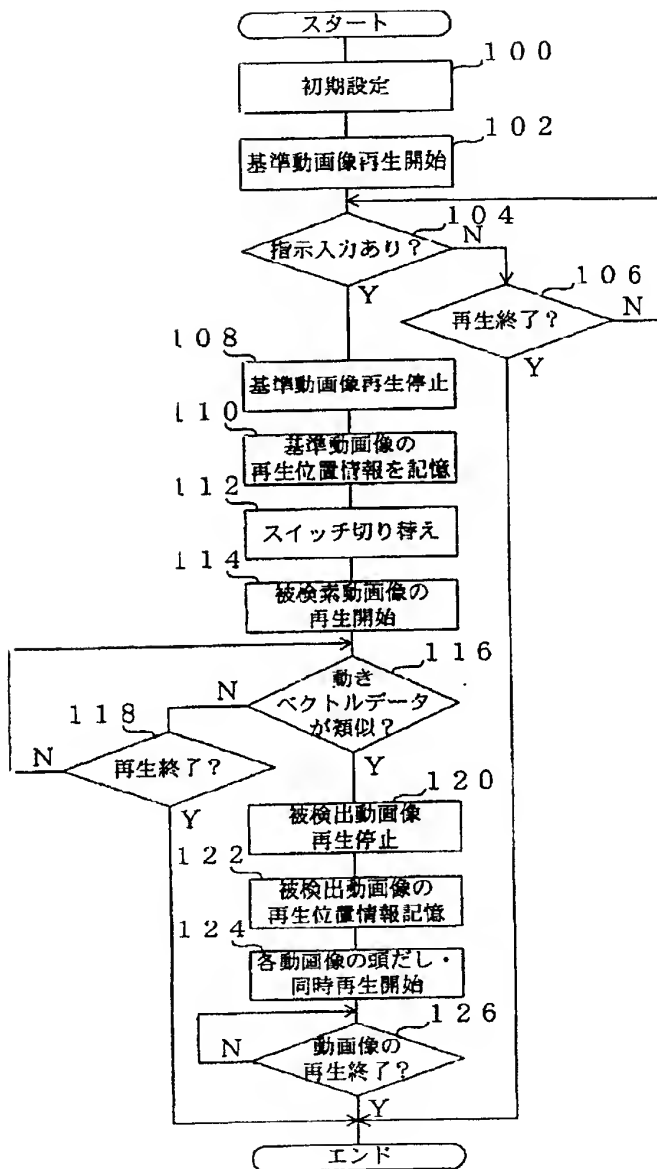 スタート
100
初期設定
102
基準動画像再生開始
104
指示入力あり?
N
Y
106
再生終了?
N
Y
108
基準動画像再生停止
110
基準動画像の
再生位置情報を記憶
112
スイッチ切り替え
114
被検索動画像の
再生開始
116
動き
ベクトルデータ
が類似?
N
Y
118
再生終了?
N
Y
120
被検出動画像
再生停止
122
被検出動画像の
再生位置情報記憶
124
各動画像の頭だし・
同時再生開始
126
動画像の
再生終了?
N
Y
エンド